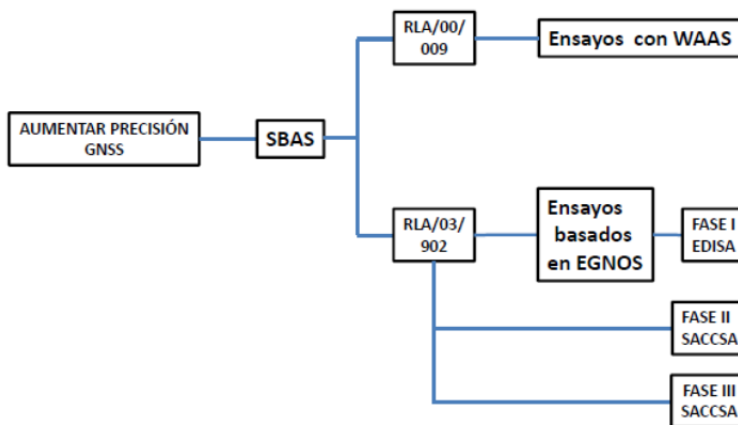 RLA/00/
009
Ensayos con WAAS
AUMENTAR PRECISIÓN
GNSS
SBAS
RLA/03/
902
Ensayos
basados
en EGNOS
FASE I
EDISA
FASE II
SACCSA
FASE III
SACCSA